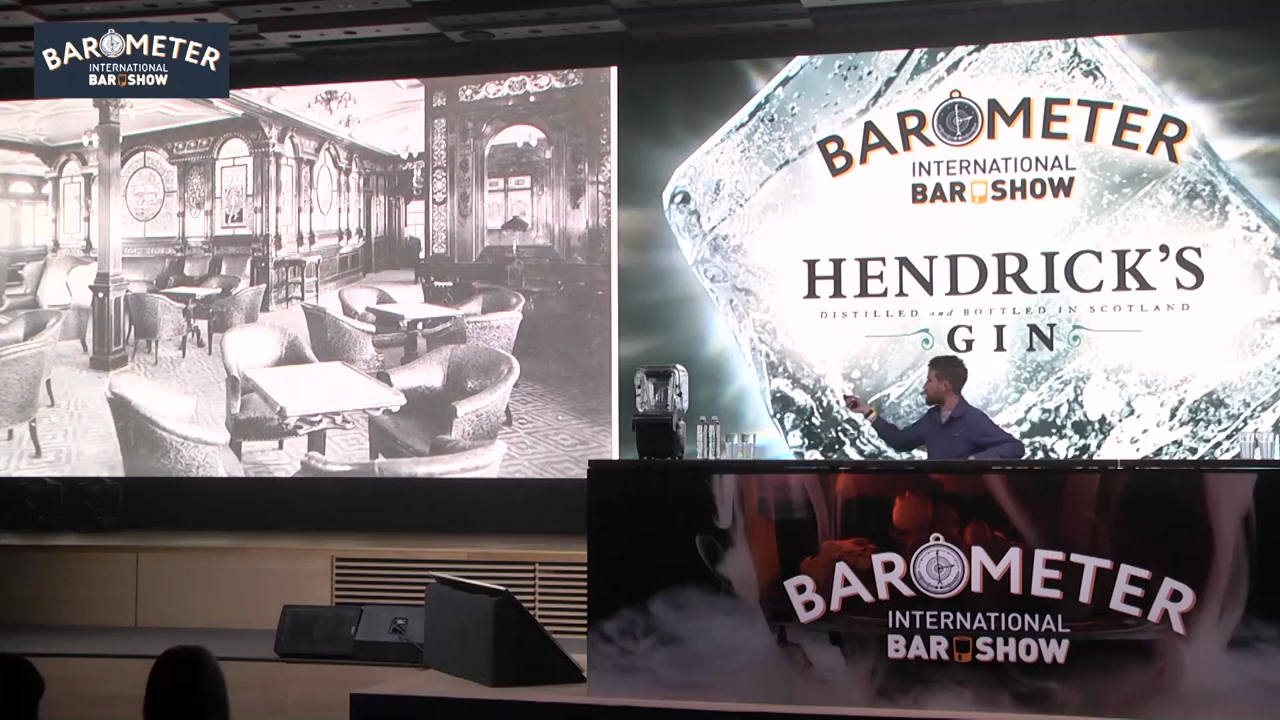 BAROMETER
INTERNATIONAL
BAR SHOW
BAROMETER
INTERNATIONAL
BAR SHOW
HENDRICK'S
DISTILLED and BOTTLED IN SCOTLAND
GIN
BAROMETER
INTERNATIONAL
BAR SHOW